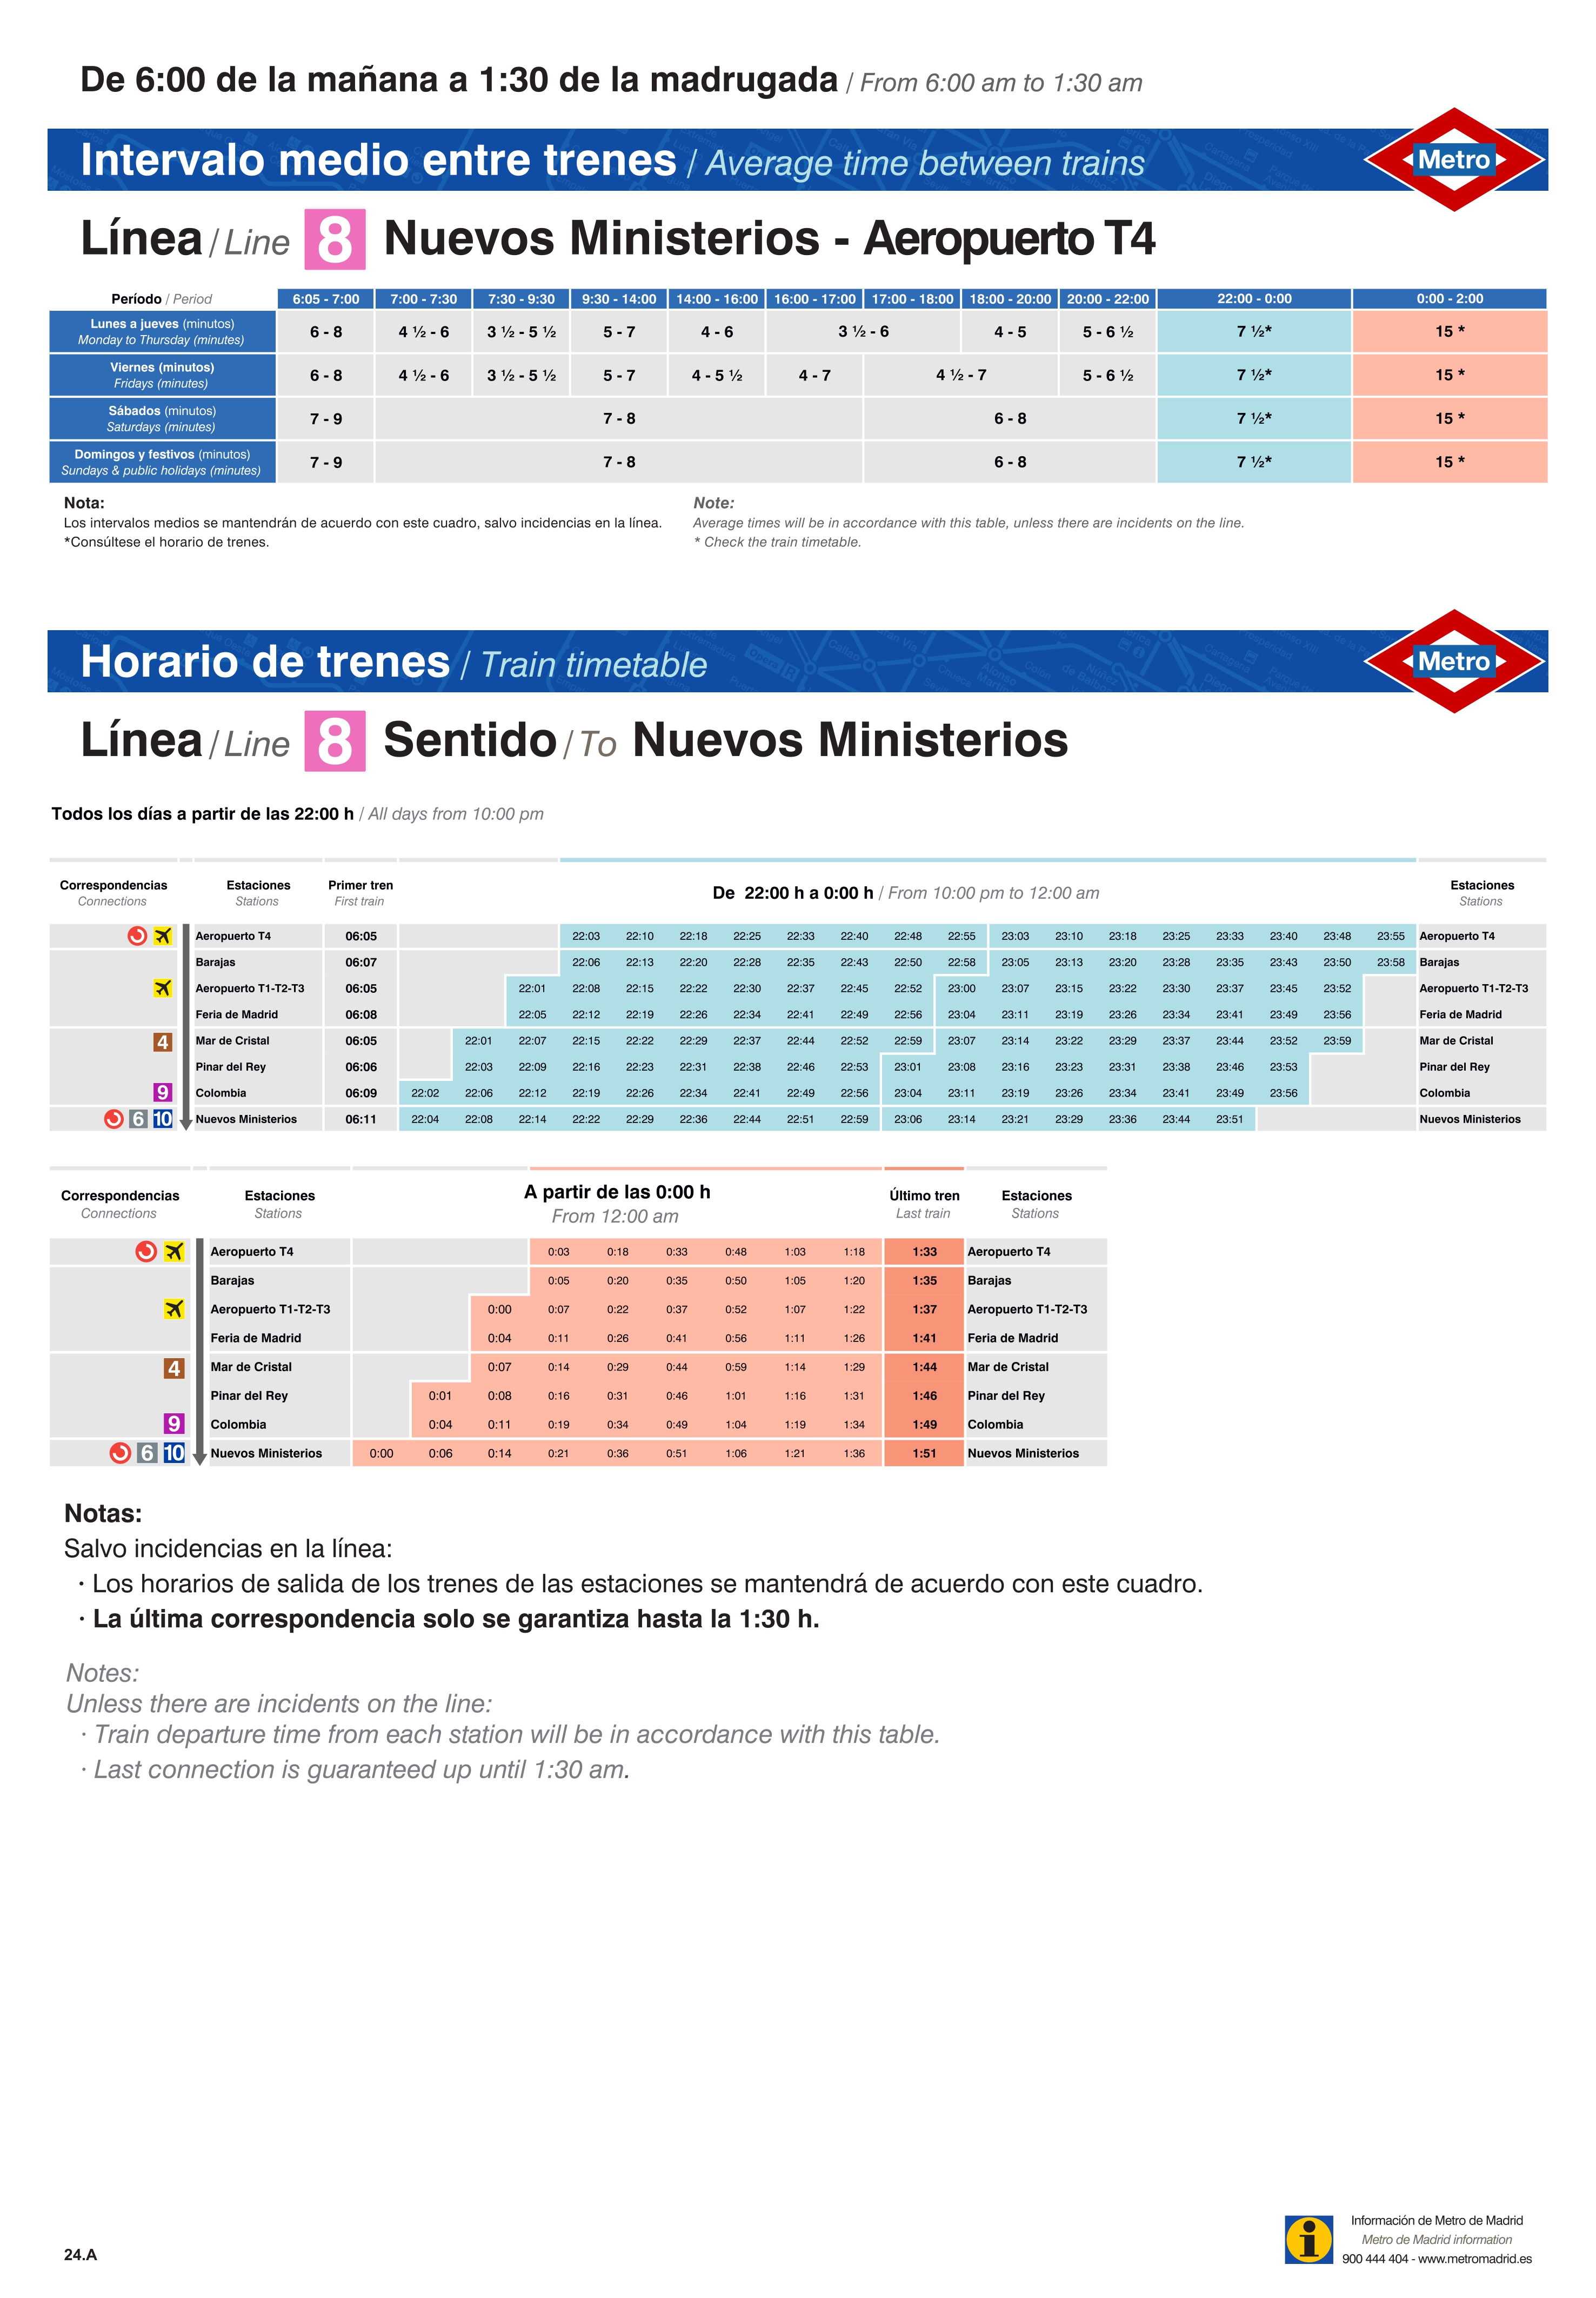 De 6:00 de la mañana a 1:30 de la madrugada / From 6:00 am to 1:30 am
Intervalo medio entre trenes / Average time between trains
Metro
Línea / Line 8 Nuevos Ministerios - Aeropuerto T4
Período / Period 6:05 - 7:00 7:00 - 7:30 7:30 - 9:30 9:30 - 14:00 14:00 - 16:00 16:00 - 17:00 17:00 - 18:00 18:00 - 20:00 20:00 - 22:00 22:00 - 0:00 0:00 - 2:00
Lunes a jueves (minutos)
Monday to Thursday (minutes)
6 - 8 4 ½ - 6 3 ½ - 5 ½ 5 - 7 4 - 6 3 ½ - 6 4 - 5 5 - 6 ½ 7 ½* 15 *
Viernes (minutos)
Fridays (minutes)
6 - 8 4 ½ - 6 3 ½ - 5 ½ 5 - 7 4 - 5 ½ 4 - 7 4 ½ - 7 5 - 6 ½ 7 ½* 15 *
Sábados (minutos)
Saturdays (minutes)
7 - 9 7 - 8 6 - 8 7 ½* 15 *
Domingos y festivos (minutos)
Sundays & public holidays (minutes)
7 - 9 7 - 8 6 - 8 7 ½* 15 *
Nota:
Los intervalos medios se mantendrán de acuerdo con este cuadro, salvo incidencias en la línea.
*Consúltese el horario de trenes.
Note:
Average times will be in accordance with this table, unless there are incidents on the line.
* Check the train timetable.
Horario de trenes / Train timetable
Metro
Línea / Line 8 Sentido / To Nuevos Ministerios
Todos los días a partir de las 22:00 h / All days from 10:00 pm
Correspondencias Estaciones Primer tren De 22:00 h a 0:00 h / From 10:00 pm to 12:00 am Estaciones
Connections Stations First train Stations
Aeropuerto T4 06:05 22:03 22:10 22:18 22:25 22:33 22:40 22:48 22:55 23:03 23:10 23:18 23:25 23:33 23:40 23:48 23:55 Aeropuerto T4
Barajas 06:07 22:06 22:13 22:20 22:28 22:35 22:43 22:50 22:58 23:05 23:13 23:20 23:28 23:35 23:43 23:50 23:58 Barajas
Aeropuerto T1-T2-T3 06:05 22:01 22:08 22:15 22:22 22:30 22:37 22:45 22:52 23:00 23:07 23:15 23:22 23:30 23:37 23:45 23:52 Aeropuerto T1-T2-T3
Feria de Madrid 06:08 22:05 22:12 22:19 22:26 22:34 22:41 22:49 22:56 23:04 23:11 23:19 23:26 23:34 23:41 23:49 23:56 Feria de Madrid
4 Mar de Cristal 06:05 22:01 22:07 22:15 22:22 22:29 22:37 22:44 22:52 22:59 23:07 23:14 23:22 23:29 23:37 23:44 23:52 23:59 Mar de Cristal
Pinar del Rey 06:06 22:03 22:09 22:16 22:23 22:31 22:38 22:46 22:53 23:01 23:08 23:16 23:23 23:31 23:38 23:46 23:53 Pinar del Rey
9 Colombia 06:09 22:02 22:06 22:12 22:19 22:26 22:34 22:41 22:49 22:56 23:04 23:11 23:19 23:26 23:34 23:41 23:49 23:56 Colombia
6 10 Nuevos Ministerios 06:11 22:04 22:08 22:14 22:22 22:29 22:36 22:44 22:51 22:59 23:06 23:14 23:21 23:29 23:36 23:44 23:51 Nuevos Ministerios
Correspondencias Estaciones A partir de las 0:00 h Último tren Estaciones
Connections Stations From 12:00 am Last train Stations
Aeropuerto T4 0:03 0:18 0:33 0:48 1:03 1:18 1:33 Aeropuerto T4
Barajas 0:05 0:20 0:35 0:50 1:05 1:20 1:35 Barajas
Aeropuerto T1-T2-T3 0:00 0:07 0:22 0:37 0:52 1:07 1:22 1:37 Aeropuerto T1-T2-T3
Feria de Madrid 0:04 0:11 0:26 0:41 0:56 1:11 1:26 1:41 Feria de Madrid
4 Mar de Cristal 0:07 0:14 0:29 0:44 0:59 1:14 1:29 1:44 Mar de Cristal
Pinar del Rey 0:01 0:08 0:16 0:31 0:46 1:01 1:16 1:31 1:46 Pinar del Rey
9 Colombia 0:04 0:11 0:19 0:34 0:49 1:04 1:19 1:34 1:49 Colombia
6 10 Nuevos Ministerios 0:00 0:06 0:14 0:21 0:36 0:51 1:06 1:21 1:36 1:51 Nuevos Ministerios
Notas:
Salvo incidencias en la línea:
· Los horarios de salida de los trenes de las estaciones se mantendrá de acuerdo con este cuadro.
· La última correspondencia solo se garantiza hasta la 1:30 h.
Notes:
Unless there are incidents on the line:
· Train departure time from each station will be in accordance with this table.
· Last connection is guaranteed up until 1:30 am.
24.A
i
Información de Metro de Madrid
Metro de Madrid information
900 444 404 - www.metromadrid.es